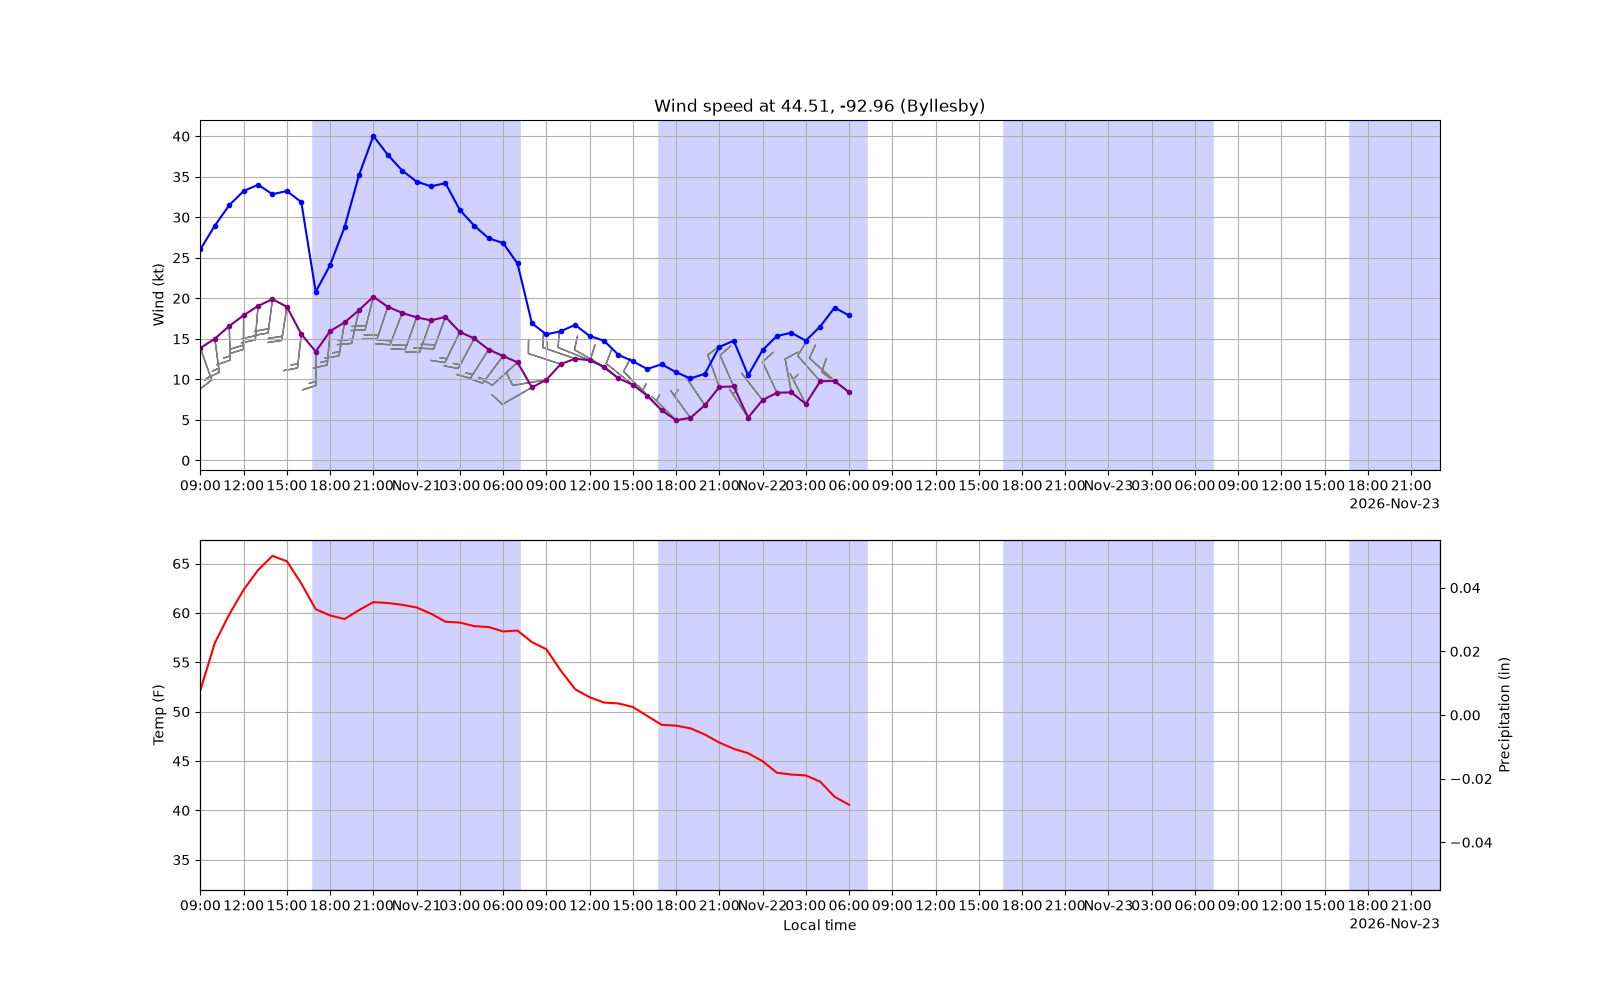 Wind speed at 44.51, -92.96 (Byllesby)
Wind (kt)
40
35
30
25
20
15
10
5
0
09:00 12:00 15:00 18:00 21:00 Nov-21 03:00 06:00 09:00 12:00 15:00 18:00 21:00 Nov-22 03:00 06:00 09:00 12:00 15:00 18:00 21:00 Nov-23 03:00 06:00 09:00 12:00 15:00 18:00 21:00
2026-Nov-23
Temp (F)
65
60
55
50
45
40
35
0.04
0.02
0.00
−0.02
−0.04
Precipitation (in)
09:00 12:00 15:00 18:00 21:00 Nov-21 03:00 06:00 09:00 12:00 15:00 18:00 21:00 Nov-22 03:00 06:00 09:00 12:00 15:00 18:00 21:00 Nov-23 03:00 06:00 09:00 12:00 15:00 18:00 21:00
Local time
2026-Nov-23